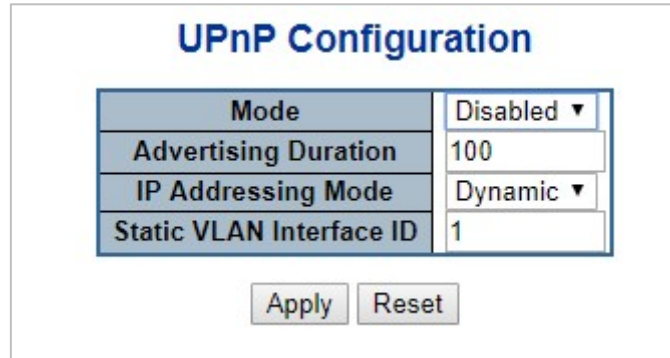 UPnP Configuration
Mode Disabled
Advertising Duration 100
IP Addressing Mode Dynamic
Static VLAN Interface ID 1
Apply Reset